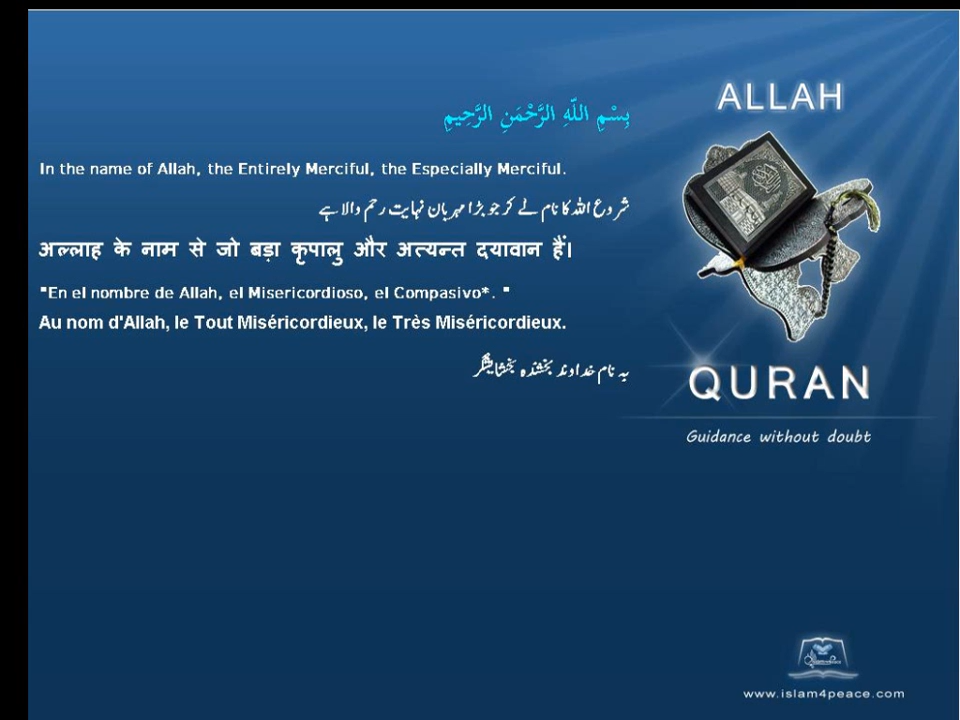 بِسْمِ اللَّهِ الرَّحْمَنِ الرَّحِيمِ
In the name of Allah, the Entirely Merciful, the Especially Merciful.
شروع اللہ کا نام لے کر جو بڑا مہربان نہایت رحم والا ہے
अल्लाह के नाम से जो बड़ा कृपालु और अत्यन्त दयावान हैं।
"En el nombre de Allah, el Misericordioso, el Compasivo*. "
Au nom d'Allah, le Tout Miséricordieux, le Très Miséricordieux.
به نام خداوند بخشنده بخشایشگر
ALLAH
QURAN
Guidance without doubt
www.islam4peace.com